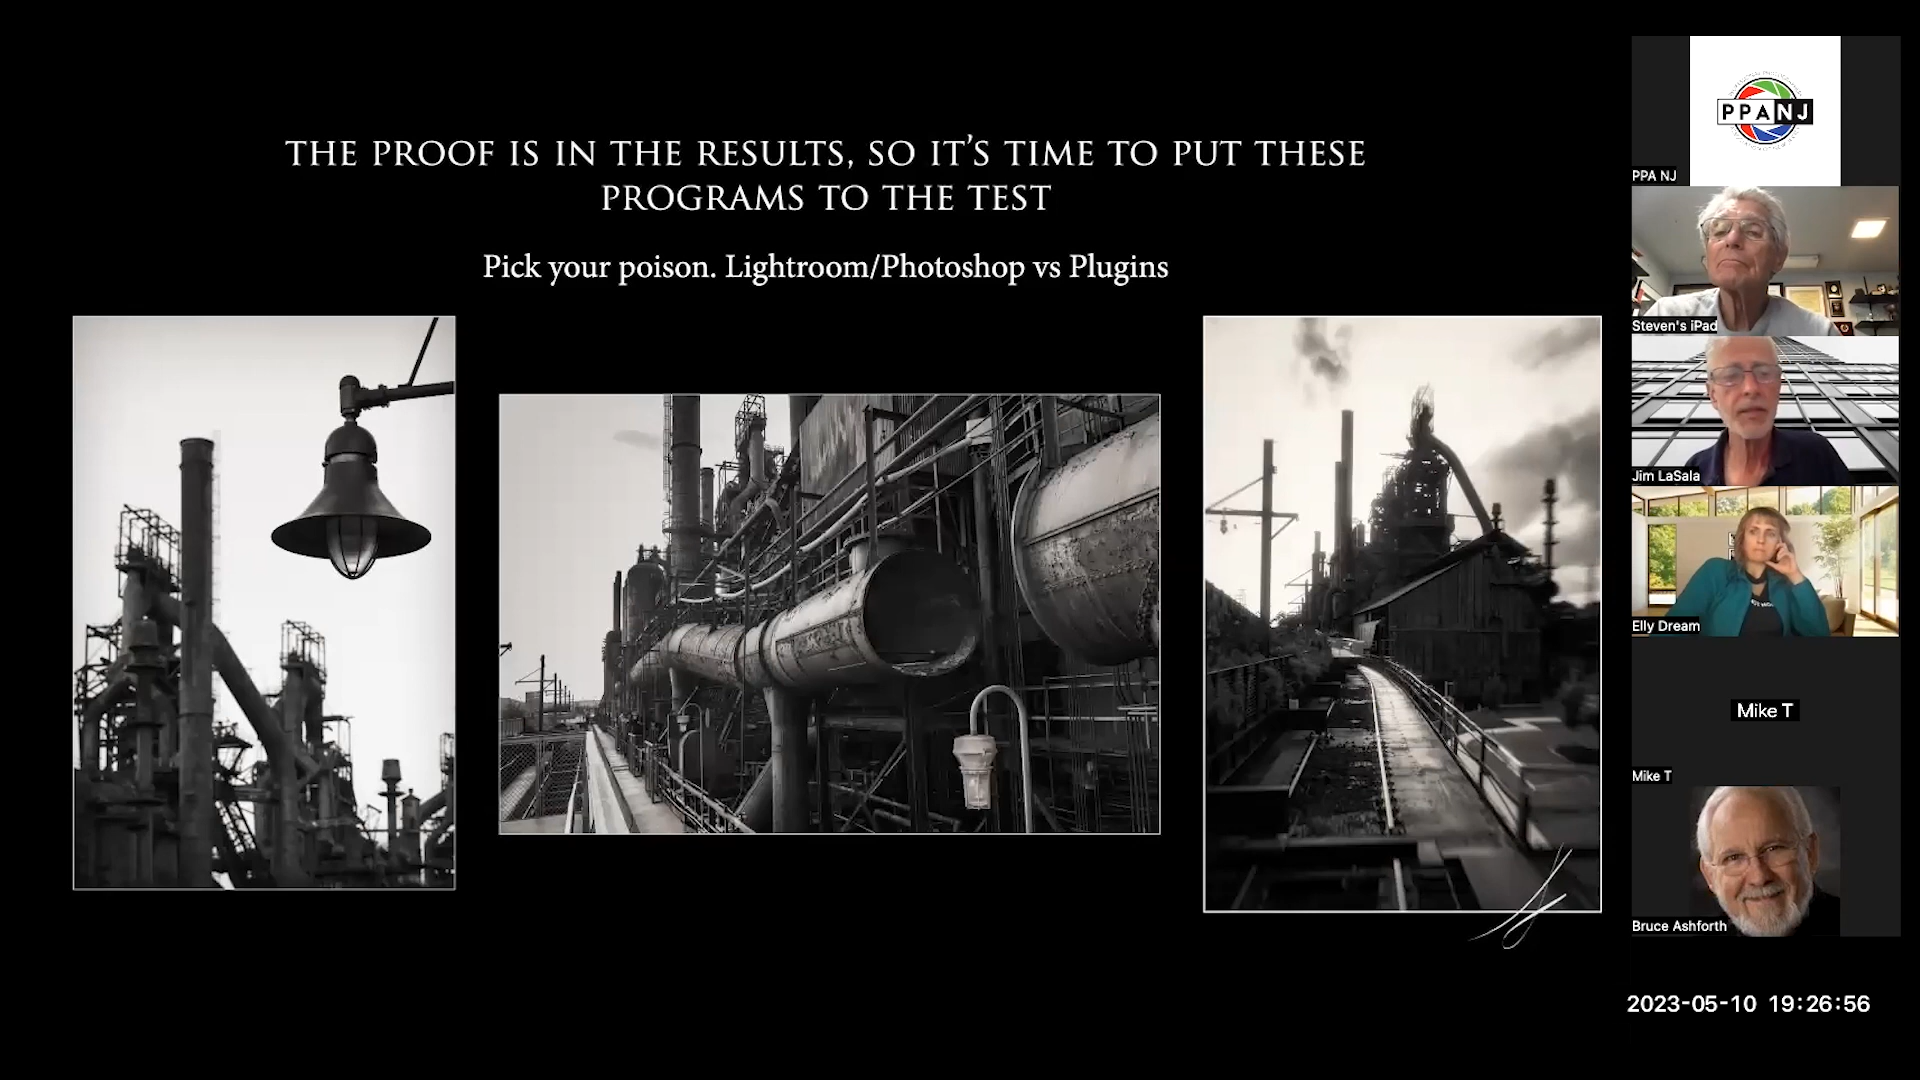 THE PROOF IS IN THE RESULTS, SO IT'S TIME TO PUT THESE
PROGRAMS TO THE TEST
Pick your poison. Lightroom/Photoshop vs Plugins
PPANJ
PPA NJ
Steven's iPad
Jim LaSala
Elly Dream
Mike T
Mike T
Bruce Ashforth
2023-05-10 19:26:56